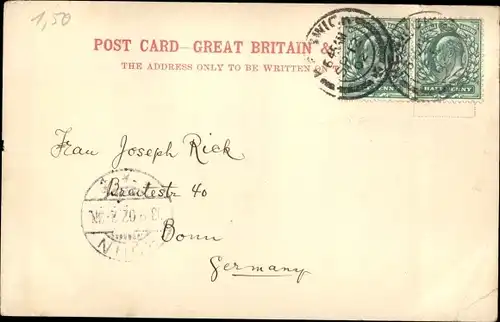 1,50
POST CARD—GREAT BRITAIN &
THE ADDRESS ONLY TO BE WRITTEN
HALFPENNY
HALFPENNY
Frau Joseph Rick
Breitestr 40
Bonn
Germany